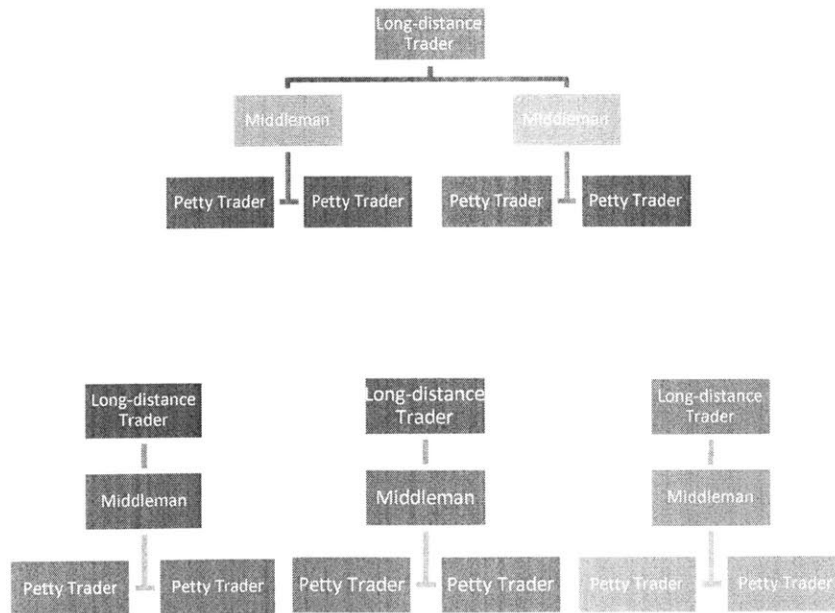 Long-distance
Trader
Middleman Middleman
Petty Trader Petty Trader Petty Trader Petty Trader
Long-distance
Trader
Long-distance
Trader
Long-distance
Trader
Middleman Middleman Middleman
Petty Trader Petty Trader Petty Trader Petty Trader Petty Trader Petty Trader